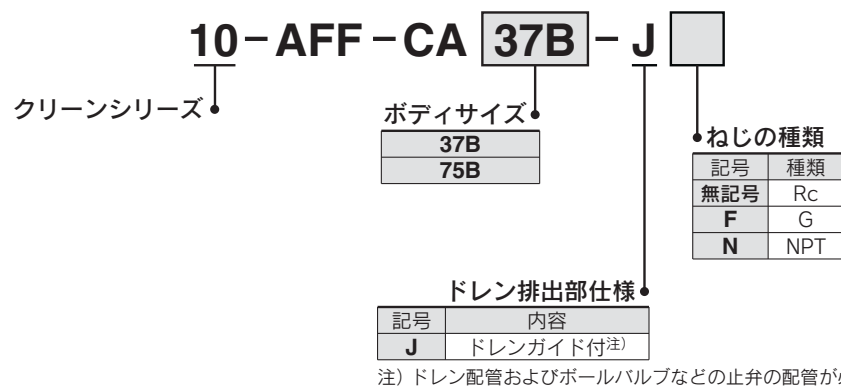 10-AFF-CA 37B-J
クリーンシリーズ
ボディサイズ
37B
75B
ねじの種類
記号 種類
無記号 Rc
F G
N NPT
ドレン排出部仕様
記号 内容
J ドレンガイド付注)
注) ドレン配管およびボールバルブなどの止弁の配管が